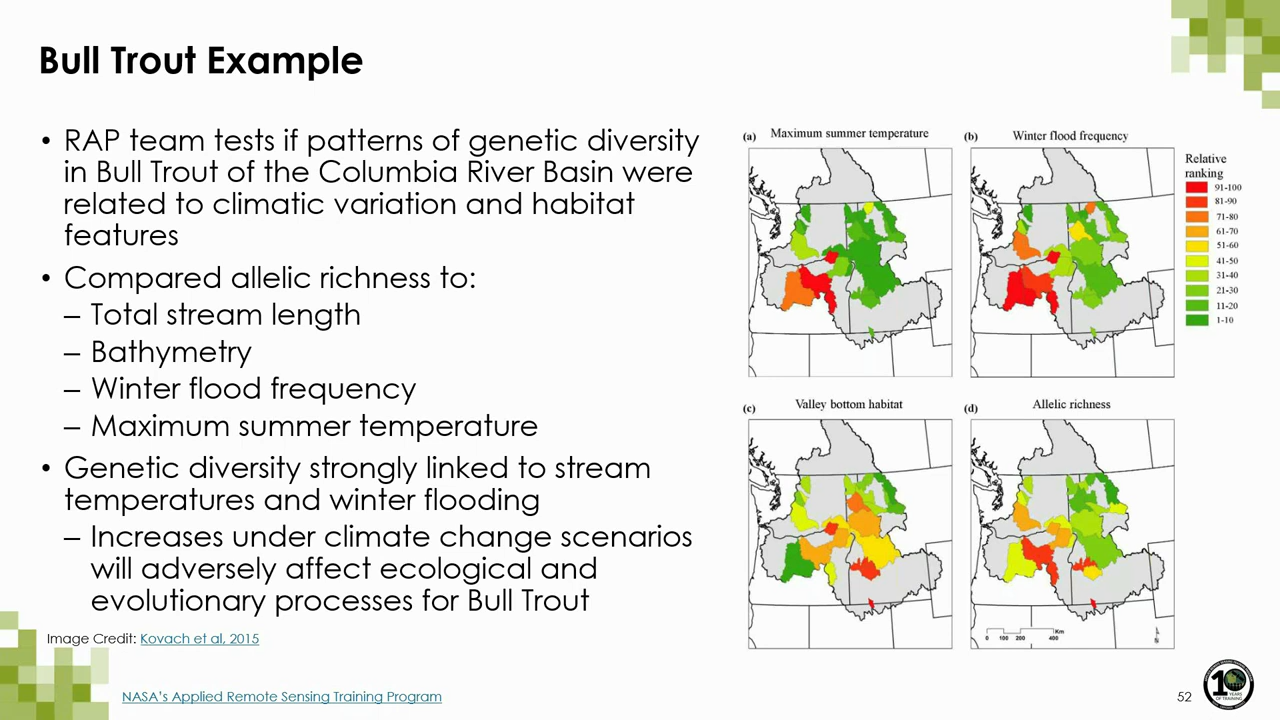 Bull Trout Example
• RAP team tests if patterns of genetic diversity
in Bull Trout of the Columbia River Basin were
related to climatic variation and habitat
features
• Compared allelic richness to:
– Total stream length
– Bathymetry
– Winter flood frequency
– Maximum summer temperature
• Genetic diversity strongly linked to stream
temperatures and winter flooding
– Increases under climate change scenarios
will adversely affect ecological and
evolutionary processes for Bull Trout
Image Credit: Kovach et al, 2015
(a) Maximum summer temperature
(b) Winter flood frequency
Relative
ranking
91-100
81-90
71-80
61-70
51-60
41-50
31-40
21-30
11-20
1-10
(c) Valley bottom habitat
(d) Allelic richness
Km
0 100 200 400
NASA's Applied Remote Sensing Training Program
52
10
YEARS
OF TRAINING